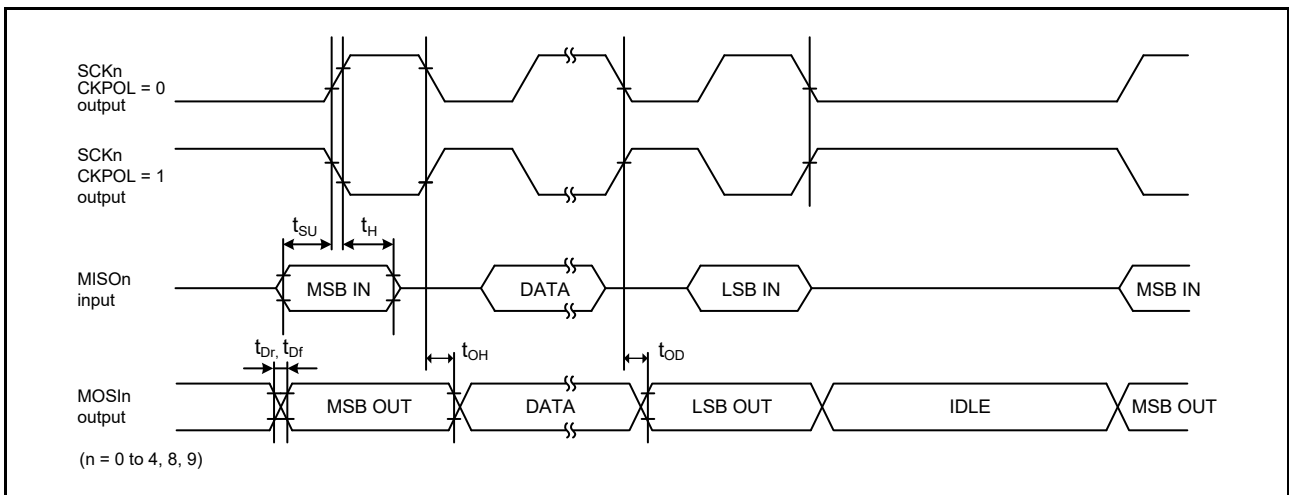 SCKn
CKPOL = 0
output
SCKn
CKPOL = 1
output
tSU
tH
MISOn
input
MSB IN
DATA
LSB IN
MSB IN
tDr, tDf
tOH
tOD
MOSIn
output
MSB OUT
DATA
LSB OUT
IDLE
MSB OUT
(n = 0 to 4, 8, 9)